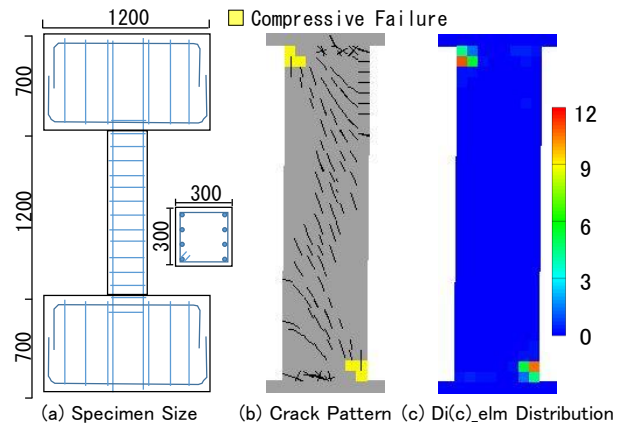 1200
Compressive Failure
700
1200
700
300
300
12
9
6
3
0
(a) Specimen Size
(b) Crack Pattern
(c) Di(c)_elm Distribution